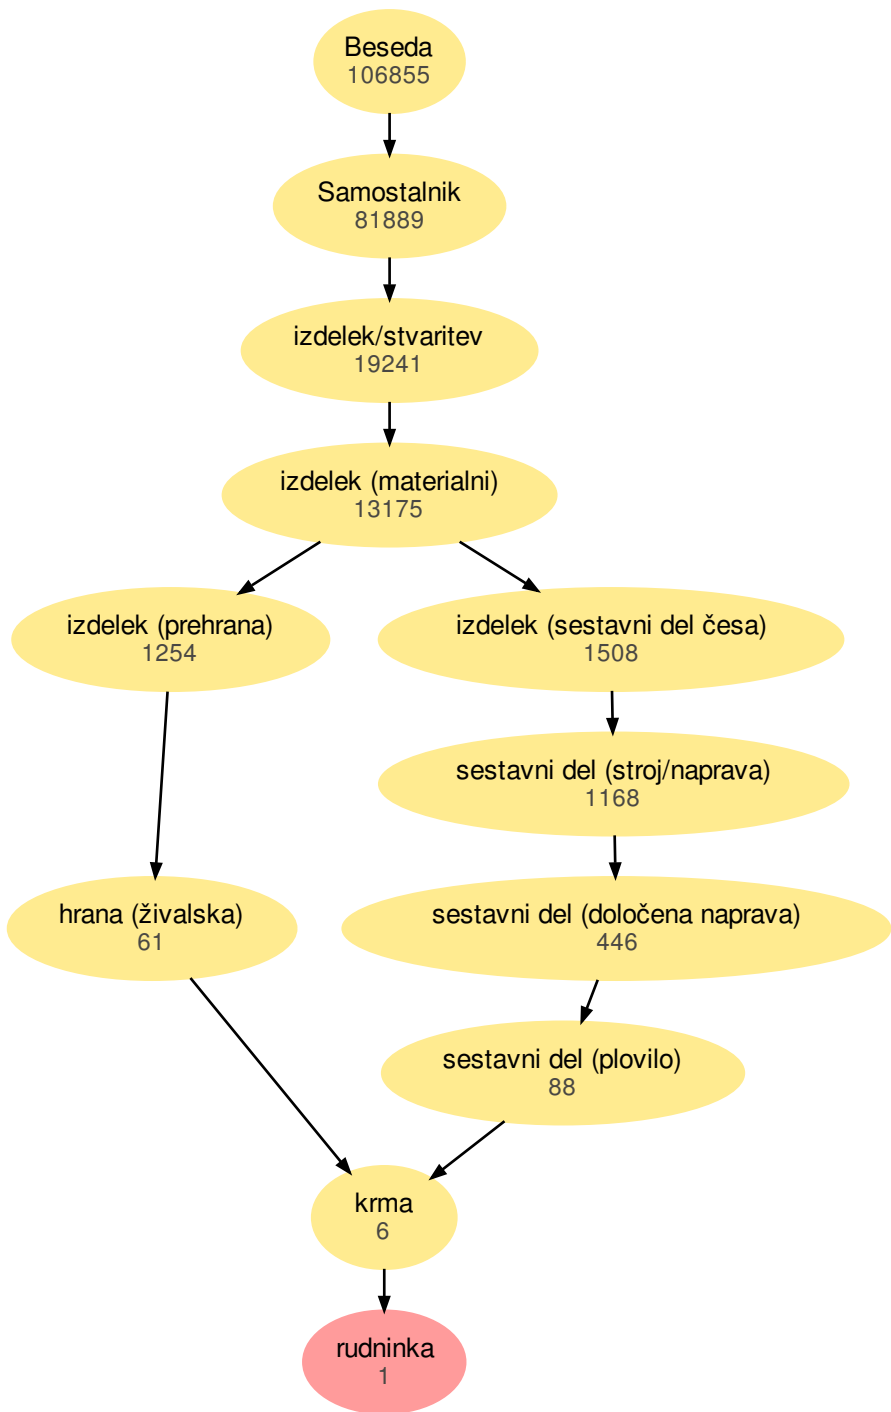 Beseda
106855
Samostalnik
81889
izdelek/stvaritev
19241
izdelek (materialni)
13175
izdelek (prehrana)
1254
izdelek (sestavni del česa)
1508
sestavni del (stroj/naprava)
1168
hrana (živalska)
61
sestavni del (določena naprava)
446
sestavni del (plovilo)
88
krma
6
rudninka
1